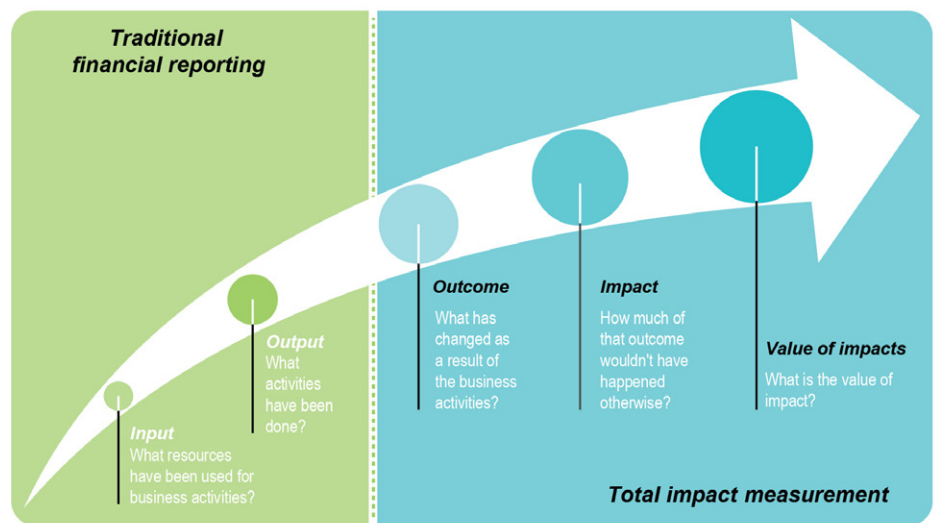 Traditional
financial reporting
Input
What resources
have been used for
business activities?
Output
What
activities
have been
done?
Outcome
What has
changed as
a result of
the business
activities?
Impact
How much of
that outcome
wouldn't have
happened
otherwise?
Value of impacts
What is the value of
impact?
Total impact measurement